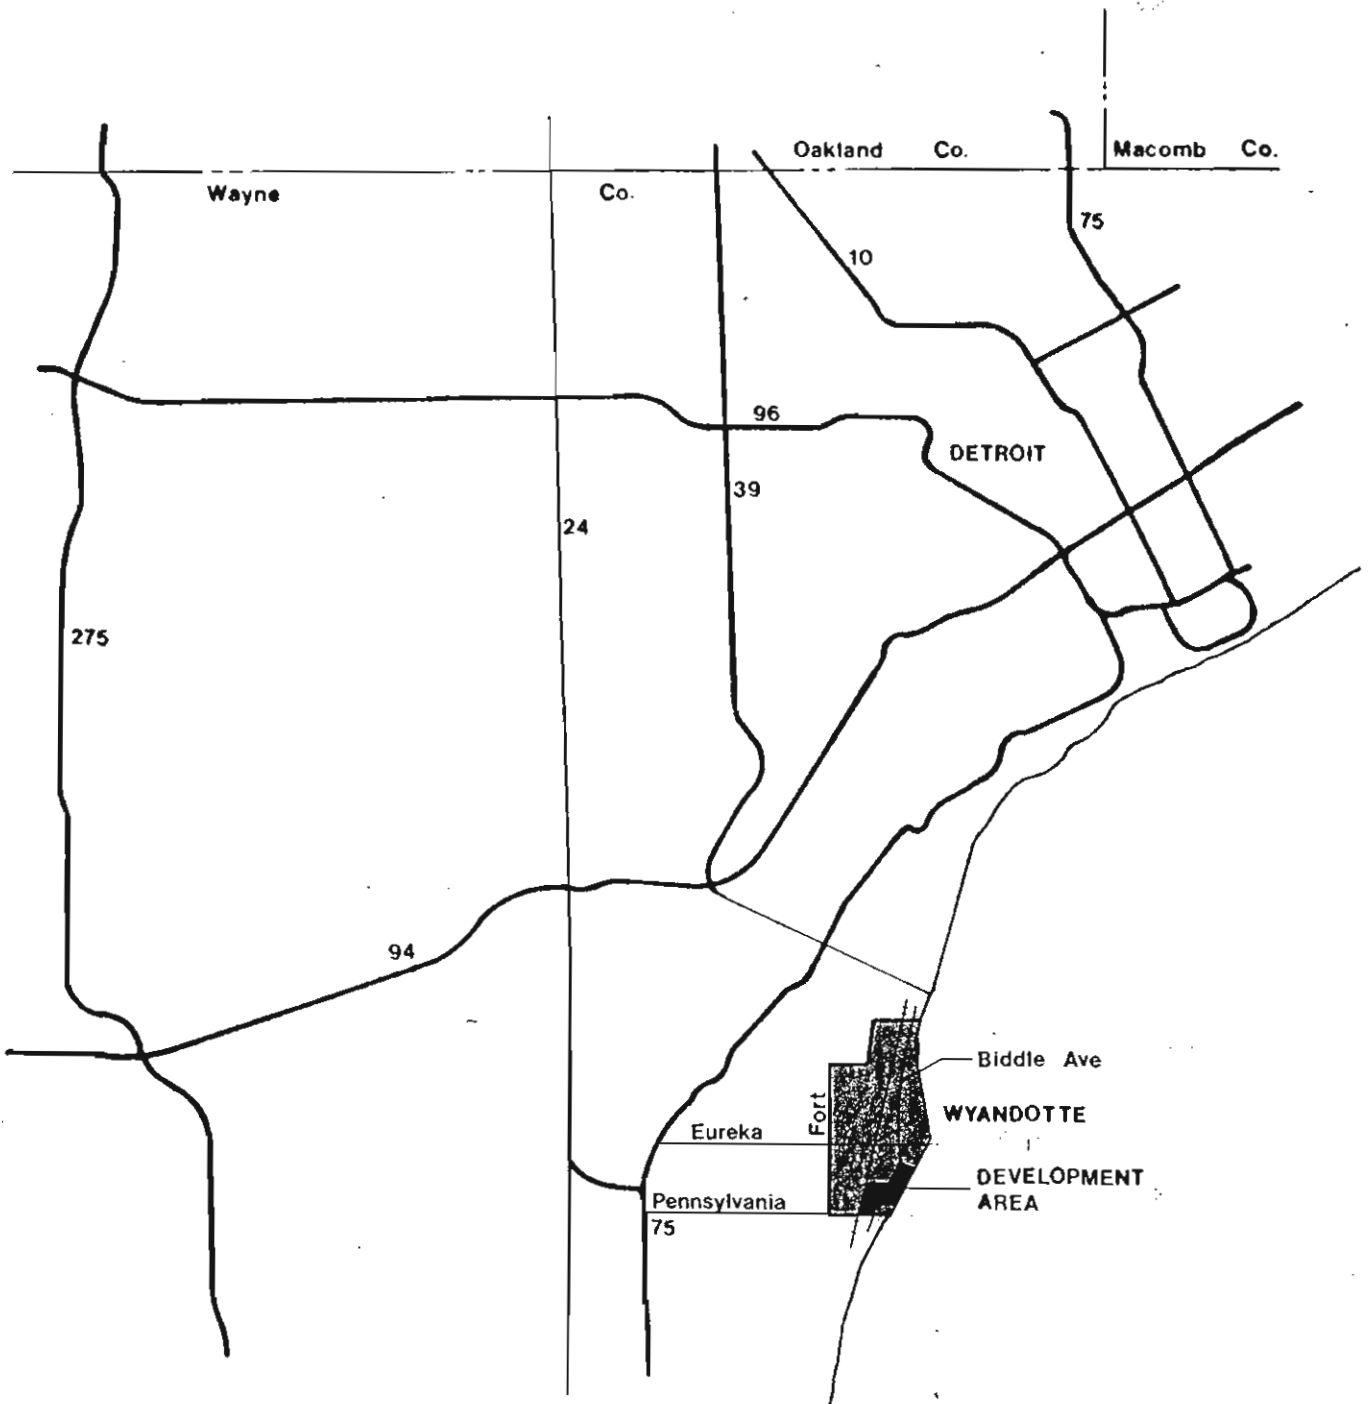 Oakland Co. Macomb Co.
Wayne Co.
75
10
96
DETROIT
39
24
275
94
Biddle Ave
Fort
WYANDOTTE
Eureka
DEVELOPMENT
AREA
Pennsylvania
75